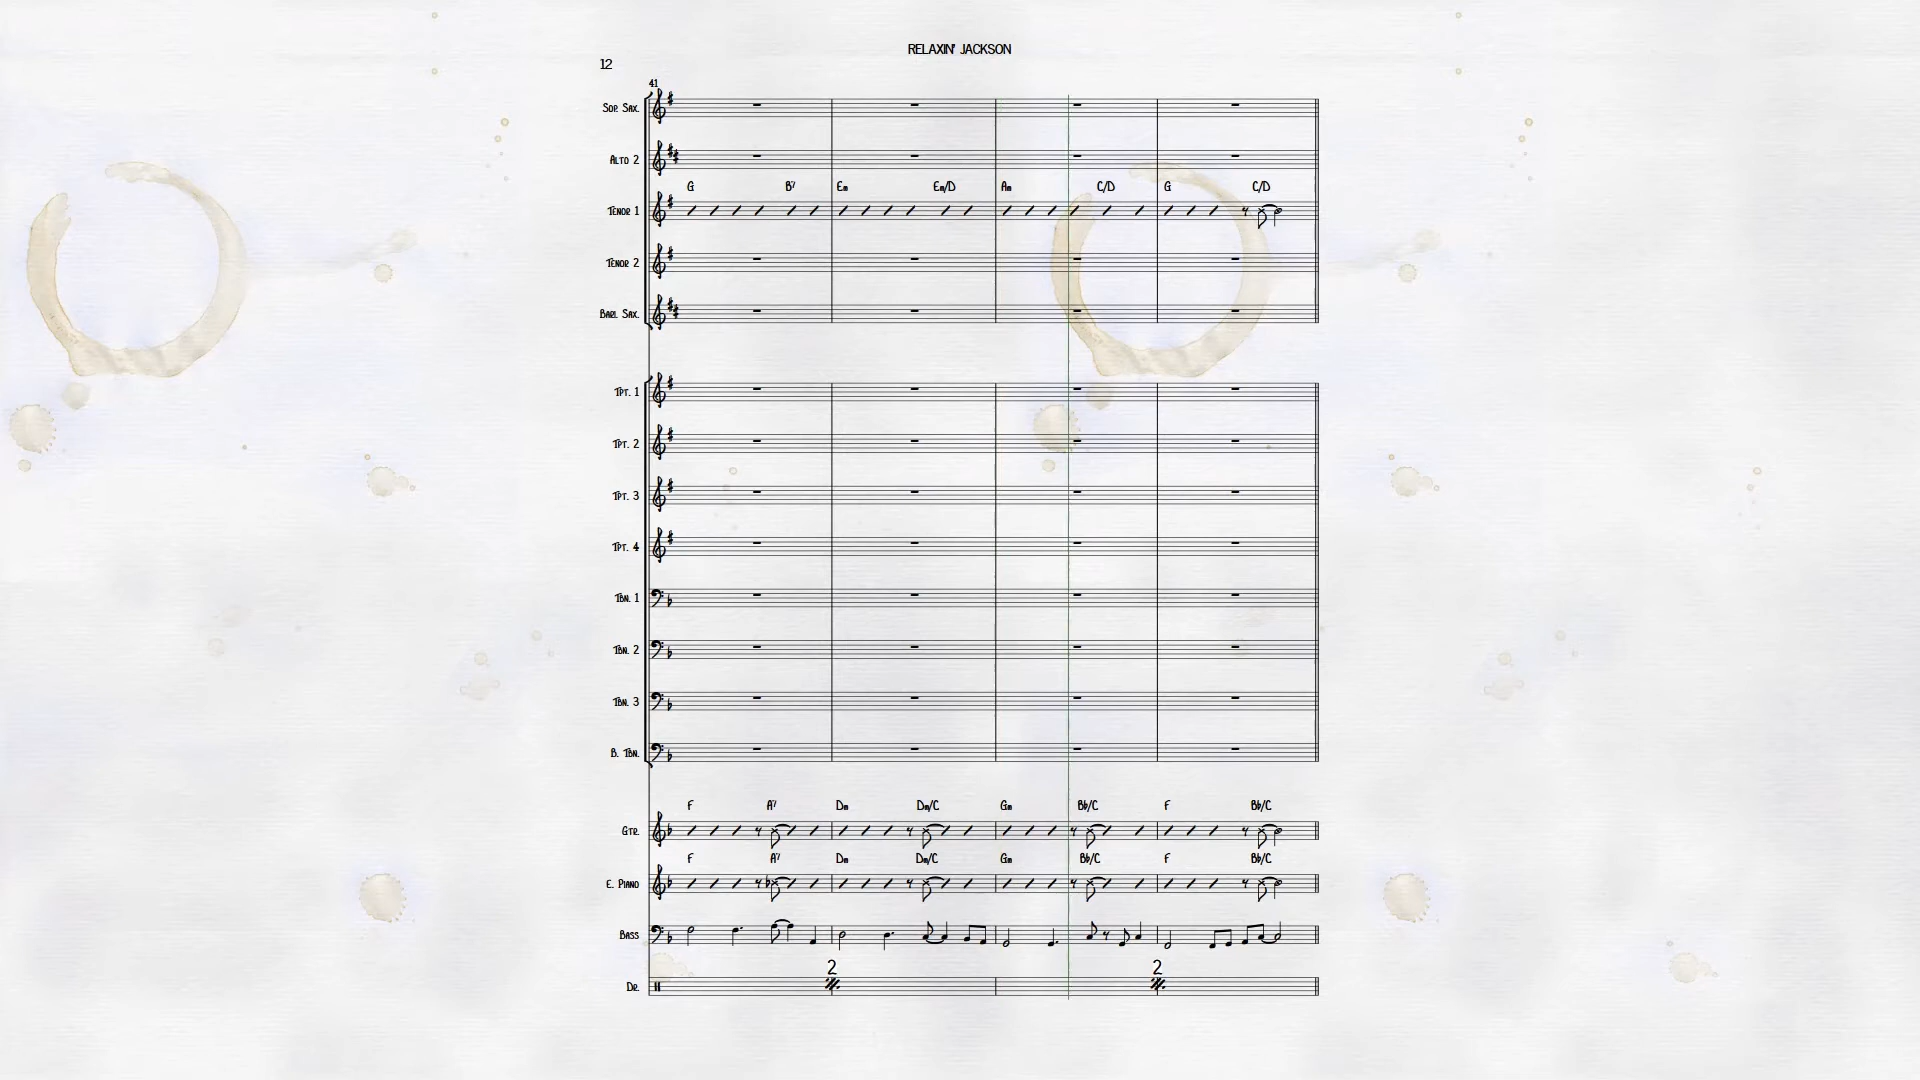 RELAXIN' JACKSON
12
41
Sop. Sax.
Alto 2
G B7 Em Em/D Am C/D G C/D
Tenor 1
Tenor 2
Bari. Sax.
Tpt. 1
Tpt. 2
Tpt. 3
Tpt. 4
Tbn. 1
Tbn. 2
Tbn. 3
B. Tbn.
F A7 Dm Dm/C Gm Bb/C F Bb/C
Gtr.
F A7 Dm Dm/C Gm Bb/C F Bb/C
E. Piano
Bass
2 2
Dr.